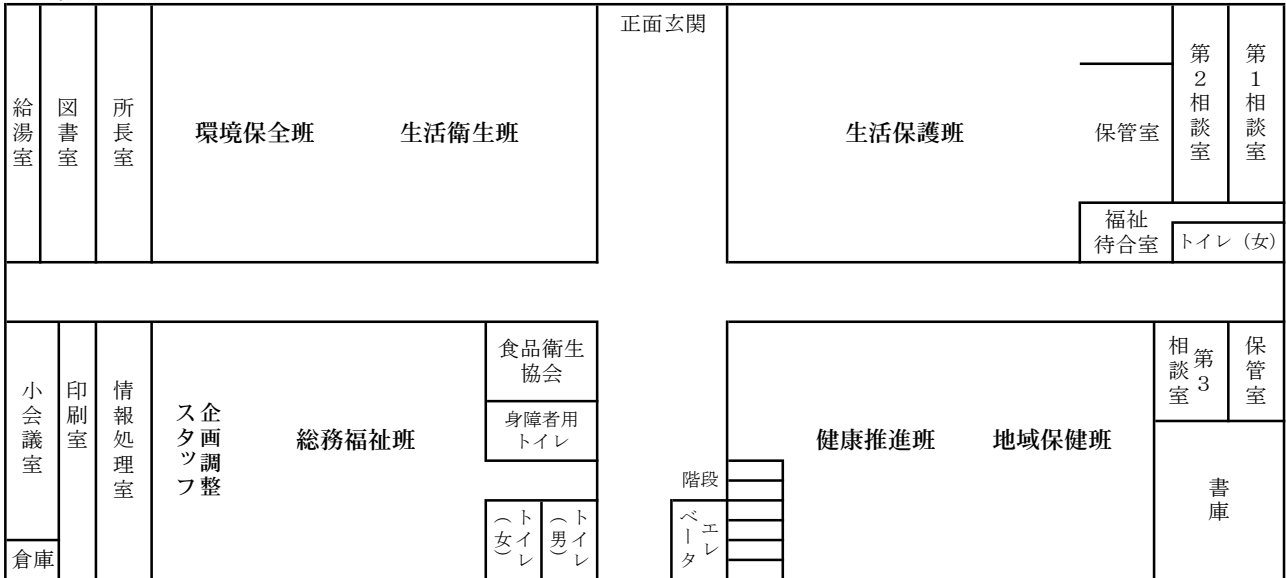 正面玄関
給湯室
図書室
所長室
環境保全班
生活衛生班
生活保護班
保管室
第2相談室
第1相談室
福祉
待合室
トイレ（女）
小会議室
倉庫
印刷室
情報処理室
企画調整
スタッフ
総務福祉班
食品衛生
協会
身障者用
トイレ
トイレ
（女）
トイレ
（男）
階段
エレ
ベータ
健康推進班
地域保健班
第3
相談室
保管室
書庫